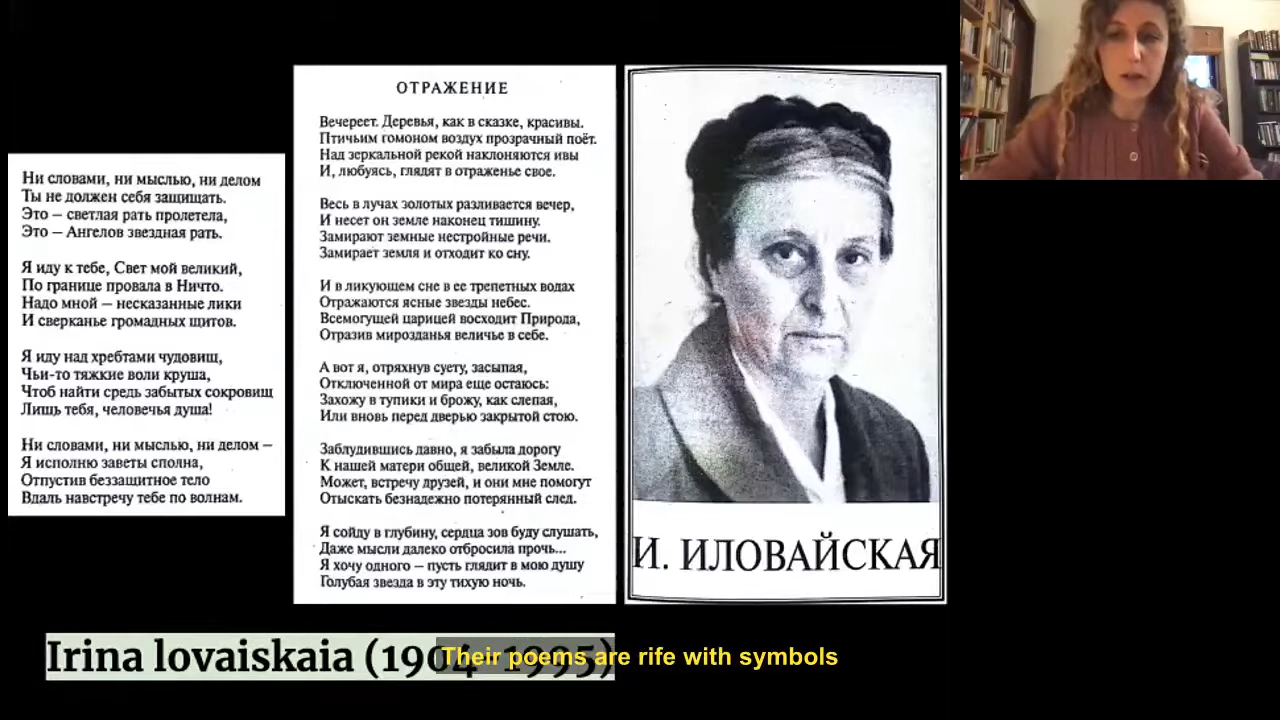 Ни словами, ни мыслью, ни делом
Ты не должен себя защищать.
Это – светлая рать пролетела,
Это – Ангелов звездная рать.
Я иду к тебе, Свет мой великий,
По границе провала в Ничто.
Надо мной – несказанные лики
И сверканье громадных щитов.
Я иду над хребтами чудовищ,
Чьи-то тяжкие воли круша,
Чтоб найти средь забытых сокровищ
Лишь тебя, человечья душа!
Ни словами, ни мыслью, ни делом –
Я исполню заветы сполна,
Отпустив беззащитное тело
Вдаль навстречу тебе по волнам.
ОТРАЖЕНИЕ
Вечереет. Деревья, как в сказке, красивы.
Птичьим гомоном воздух прозрачный поёт.
Над зеркальной рекой наклоняются ивы
И, любуясь, глядят в отраженье свое.
Весь в лучах золотых разливается вечер,
И несет он земле наконец тишину.
Замирают земные нестройные речи.
Замирает земля и отходит ко сну.
И в ликующем сне в ее трепетных водах
Отражаются ясные звезды небес.
Всемогущей царицей восходит Природа,
Отразив мирозданья величье в себе.
А вот я, отряхнув суету, засыпая,
Отключенной от мира еще остаюсь:
Захожу в тупики и брожу, как слепая,
Или вновь перед дверью закрытой стою.
Заблудившись давно, я забыла дорогу
К нашей матери общей, великой Земле.
Может, встречу друзей, и они мне помогут
Отыскать безнадежно потерянный след.
Я сойду в глубину, сердца зов буду слушать,
Даже мысли далеко отбросила прочь...
Я хочу одного – пусть глядит в мою душу
Голубая звезда в эту тихую ночь.
И. ИЛОВАЙСКАЯ
Irina Iovaiskaia (1904-1995)
Their poems are rife with symbols